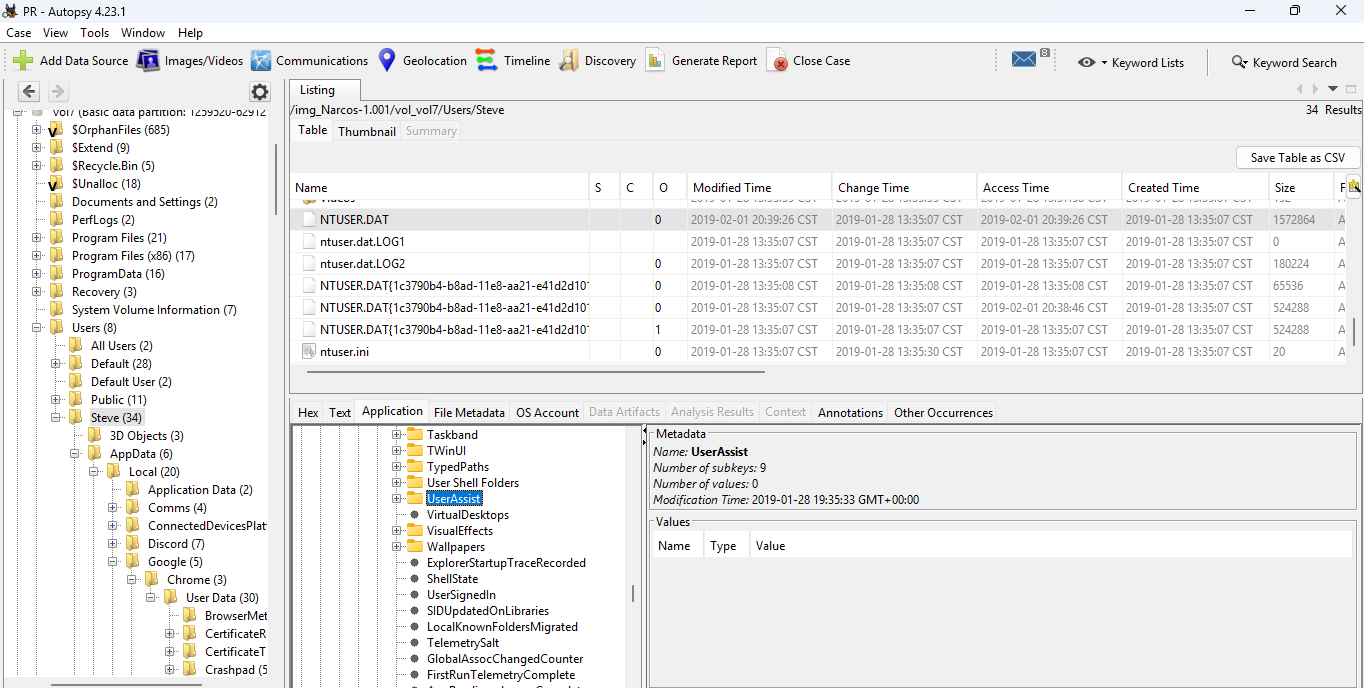 PR - Autopsy 4.23.1
Case View Tools Window Help
Add Data Source Images/Videos Communications Geolocation Timeline Discovery Generate Report Close Case 8 Keyword Lists Keyword Search
vol7 (Basic data partition: 1259520-62912
$OrphanFiles (685)
$Extend (9)
$Recycle.Bin (5)
$Unalloc (18)
Documents and Settings (2)
PerfLogs (2)
Program Files (21)
Program Files (x86) (17)
ProgramData (16)
Recovery (3)
System Volume Information (7)
Users (8)
All Users (2)
Default (28)
Default User (2)
Public (11)
Steve (34)
3D Objects (3)
AppData (6)
Local (20)
Application Data (2)
Comms (4)
ConnectedDevicesPlat
Discord (7)
Google (5)
Chrome (3)
User Data (30)
BrowserMet
CertificateR
CertificateT
Crashpad (5
Listing
/img_Narcos-1.001/vol_vol7/Users/Steve 34 Results
Table Thumbnail Summary
Save Table as CSV
Name S C O Modified Time Change Time Access Time Created Time Size F
Videos
NTUSER.DAT 0 2019-02-01 20:39:26 CST 2019-01-28 13:35:07 CST 2019-02-01 20:39:26 CST 2019-01-28 13:35:07 CST 1572864 A
ntuser.dat.LOG1 2019-01-28 13:35:07 CST 2019-01-28 13:35:07 CST 2019-01-28 13:35:07 CST 2019-01-28 13:35:07 CST 0 A
ntuser.dat.LOG2 0 2019-01-28 13:35:07 CST 2019-01-28 13:35:07 CST 2019-01-28 13:35:07 CST 2019-01-28 13:35:07 CST 180224 A
NTUSER.DAT{1c3790b4-b8ad-11e8-aa21-e41d2d101 0 2019-01-28 13:35:08 CST 2019-01-28 13:35:08 CST 2019-01-28 13:35:08 CST 2019-01-28 13:35:07 CST 65536 A
NTUSER.DAT{1c3790b4-b8ad-11e8-aa21-e41d2d101 0 2019-01-28 13:35:07 CST 2019-01-28 13:35:07 CST 2019-02-01 20:38:46 CST 2019-01-28 13:35:07 CST 524288 A
NTUSER.DAT{1c3790b4-b8ad-11e8-aa21-e41d2d101 1 2019-01-28 13:35:07 CST 2019-01-28 13:35:07 CST 2019-01-28 13:35:07 CST 2019-01-28 13:35:07 CST 524288 A
ntuser.ini 0 2019-01-28 13:35:07 CST 2019-01-28 13:35:30 CST 2019-01-28 13:35:07 CST 2019-01-28 13:35:07 CST 20 A
Hex Text Application File Metadata OS Account Data Artifacts Analysis Results Context Annotations Other Occurrences
Taskband
TWinUI
TypedPaths
User Shell Folders
UserAssist
VirtualDesktops
VisualEffects
Wallpapers
ExplorerStartupTraceRecorded
ShellState
UserSignedIn
SIDUpdatedOnLibraries
LocalKnownFoldersMigrated
TelemetrySalt
GlobalAssocChangedCounter
FirstRunTelemetryComplete
Metadata
Name: UserAssist
Number of subkeys: 9
Number of values: 0
Modification Time: 2019-01-28 19:35:33 GMT+00:00
Values
Name Type Value